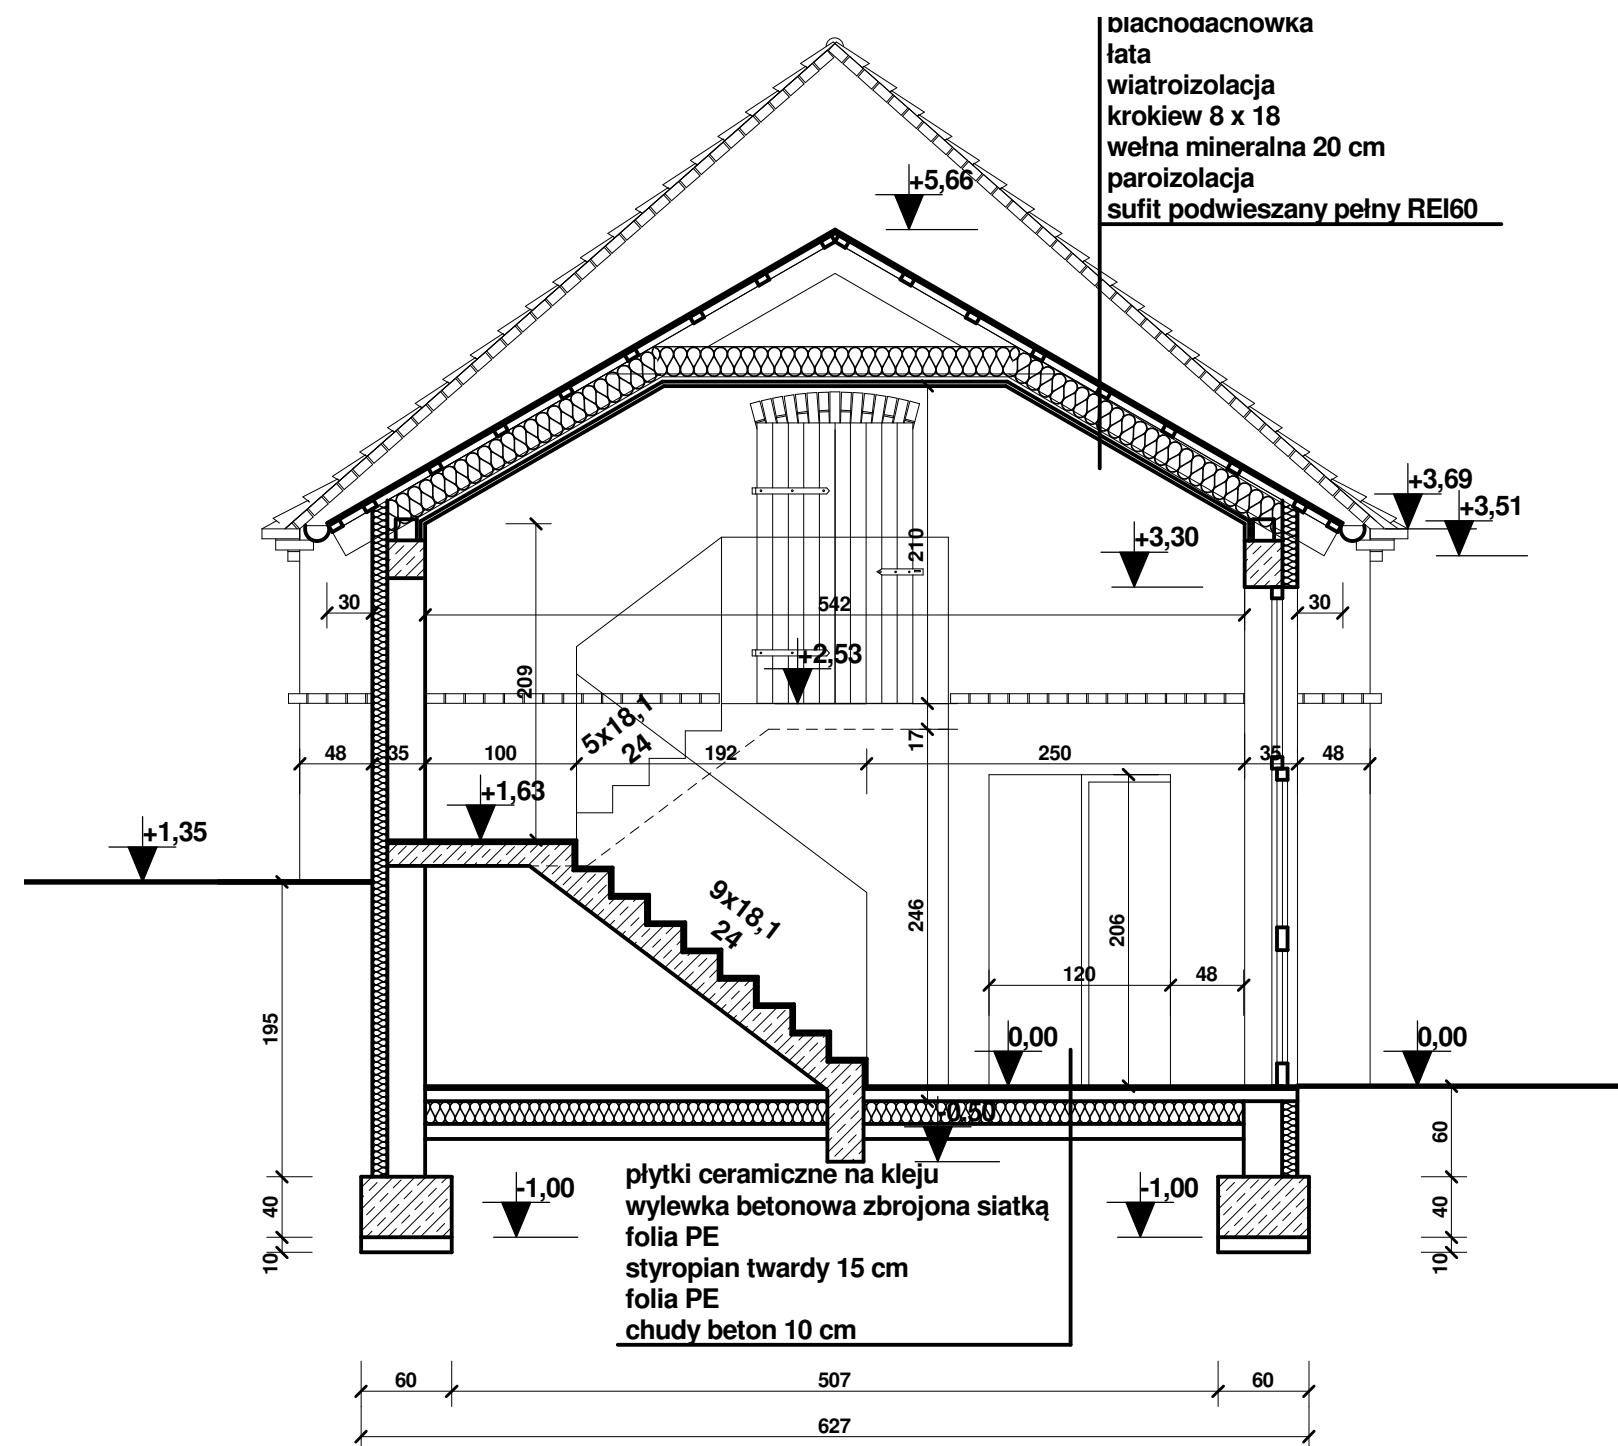 blachodachówka
łata
wiatroizolacja
krokiew 8 x 18
wełna mineralna 20 cm
paroizolacja
sufit podwieszany pełny REI60
+5,66
+3,69
+3,51
+3,30
210
30
542
30
+2,53
209
5x18,1
24
17
48
35
100
192
250
35
48
+1,63
+1,35
9x18,1
24
246
206
120
48
195
0,00
0,00
-0,50
60
płytki ceramiczne na kleju
wylewka betonowa zbrojona siatką
folia PE
styropian twardy 15 cm
folia PE
chudy beton 10 cm
-1,00
-1,00
40
40
10
10
60
507
60
627